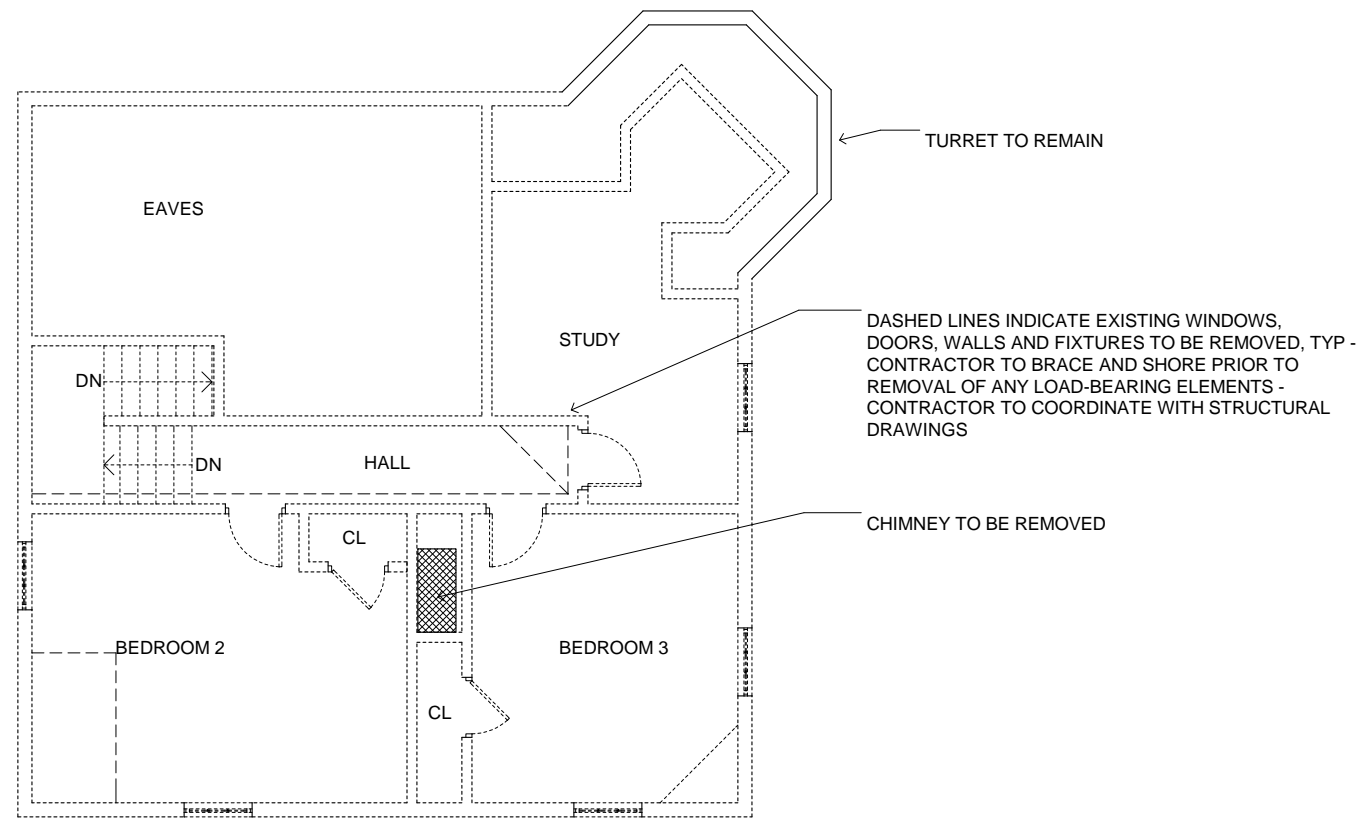 TURRET TO REMAIN
EAVES
DASHED LINES INDICATE EXISTING WINDOWS,
DOORS, WALLS AND FIXTURES TO BE REMOVED, TYP -
CONTRACTOR TO BRACE AND SHORE PRIOR TO
REMOVAL OF ANY LOAD-BEARING ELEMENTS -
CONTRACTOR TO COORDINATE WITH STRUCTURAL
DRAWINGS
STUDY
DN
DN
HALL
CHIMNEY TO BE REMOVED
CL
BEDROOM 2
BEDROOM 3
CL